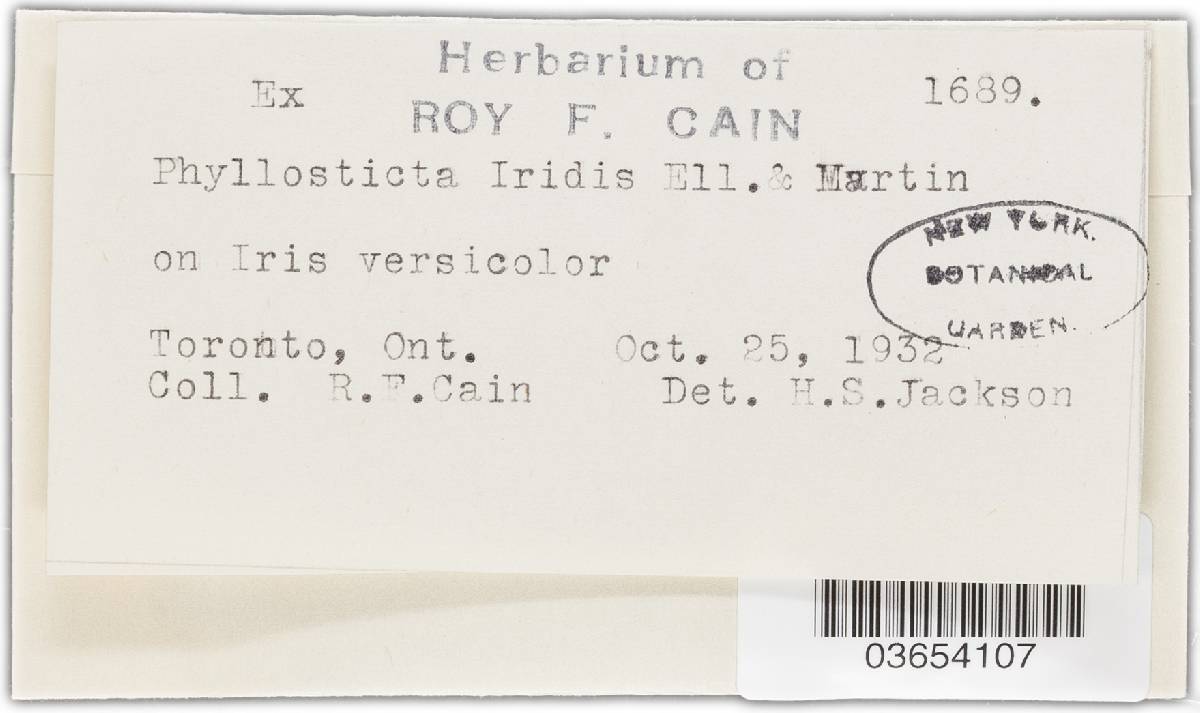 Herbarium of
Ex ROY F. CAIN 1689.
Phyllosticta Iridis Ell.& Martin
on Iris versicolor
NEW YORK.
BOTANICAL
GARDEN.
Toronto, Ont. Oct. 25, 1932
Coll. R.F.Cain Det. H.S.Jackson
03654107